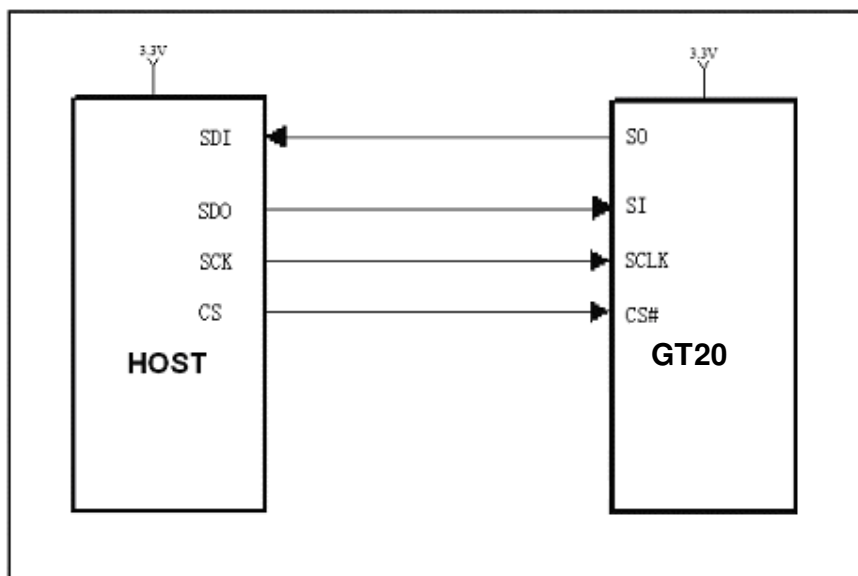 3.3V
3.3V
SDI
SO
SDO
SI
SCK
SCLK
CS
CS#
HOST
GT20